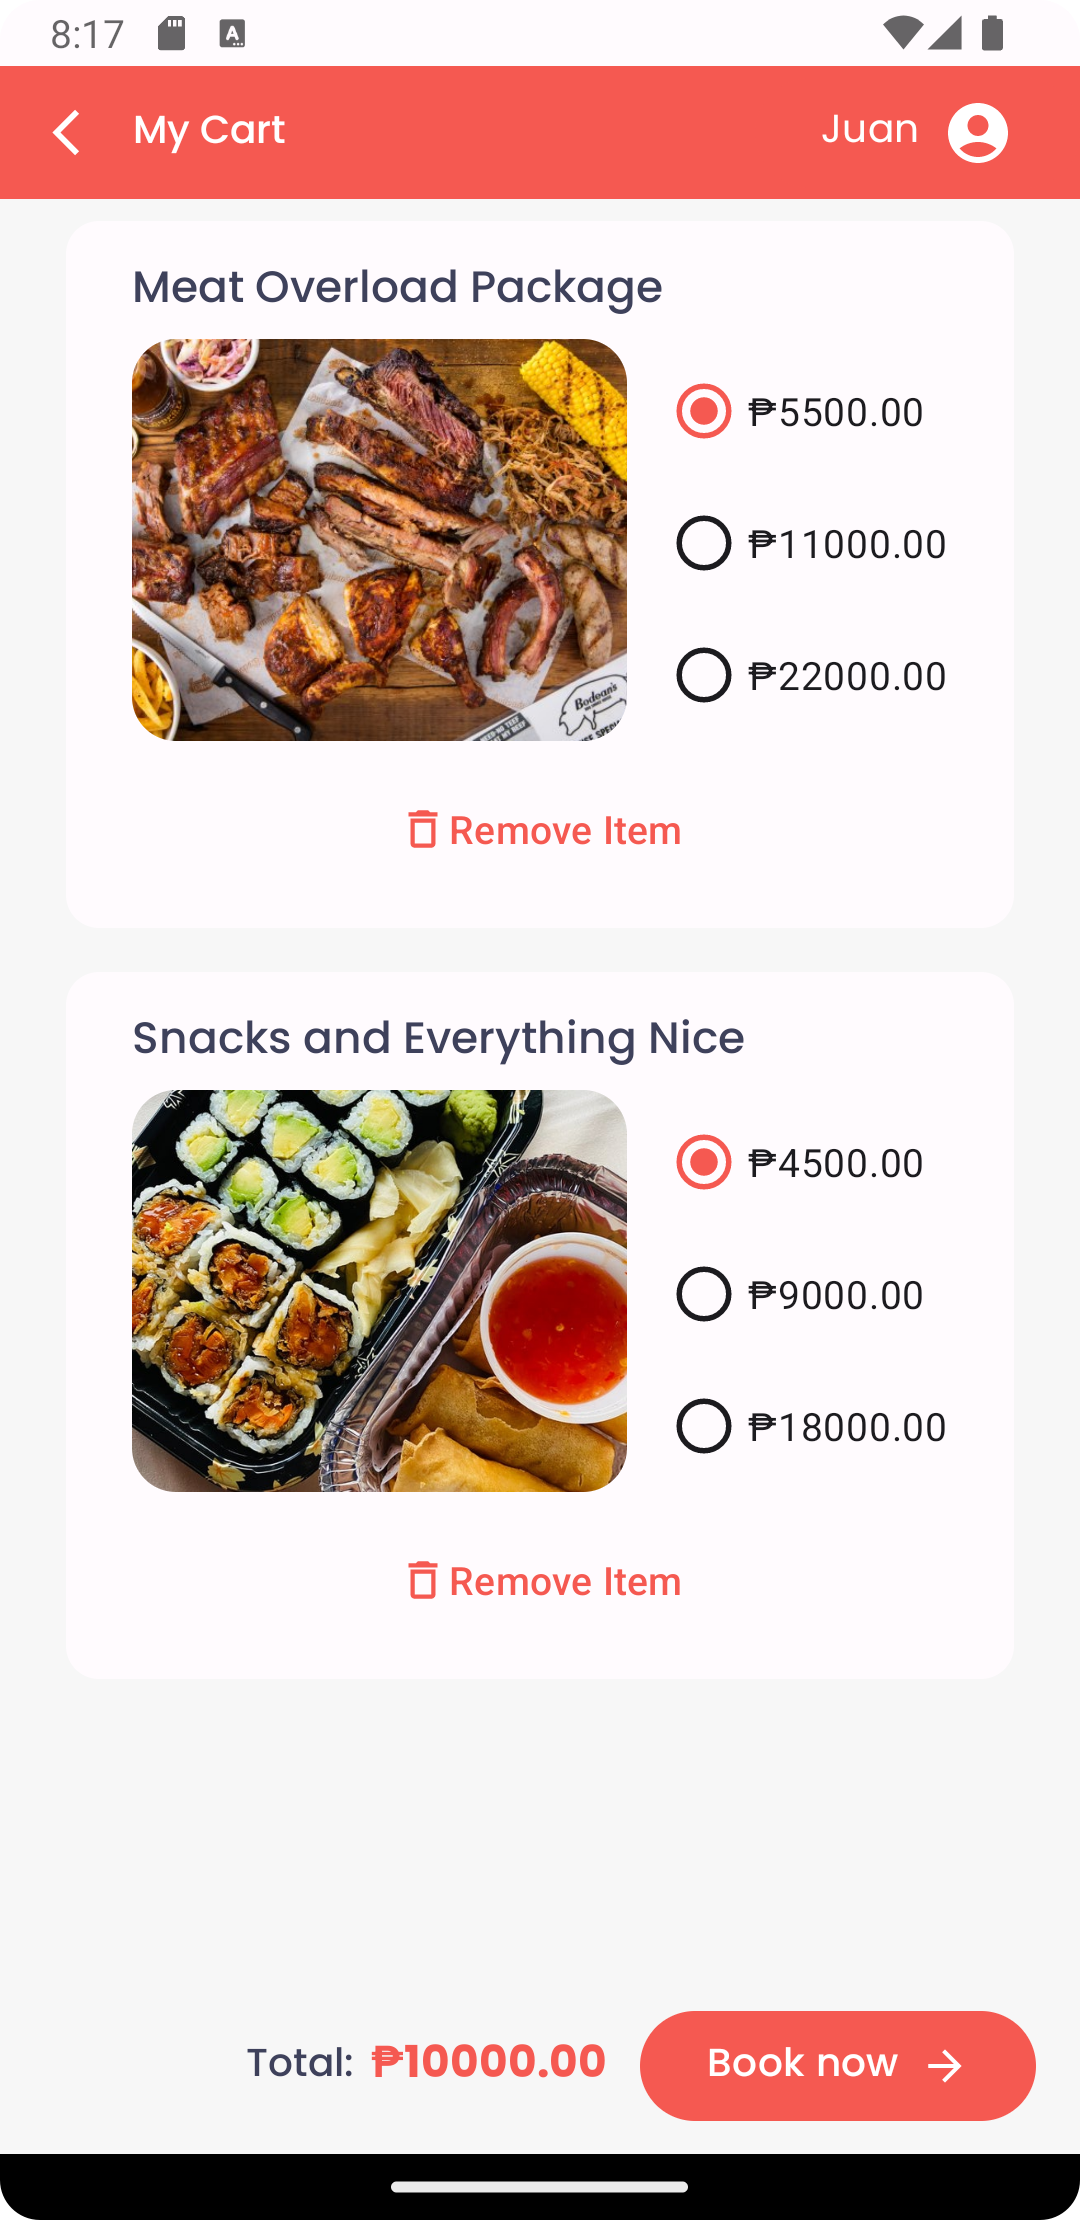 8:17
My Cart
Juan
Meat Overload Package
₱5500.00
₱11000.00
₱22000.00
Bodean's
Remove Item
Snacks and Everything Nice
₱4500.00
₱9000.00
₱18000.00
Remove Item
Total: ₱10000.00
Book now